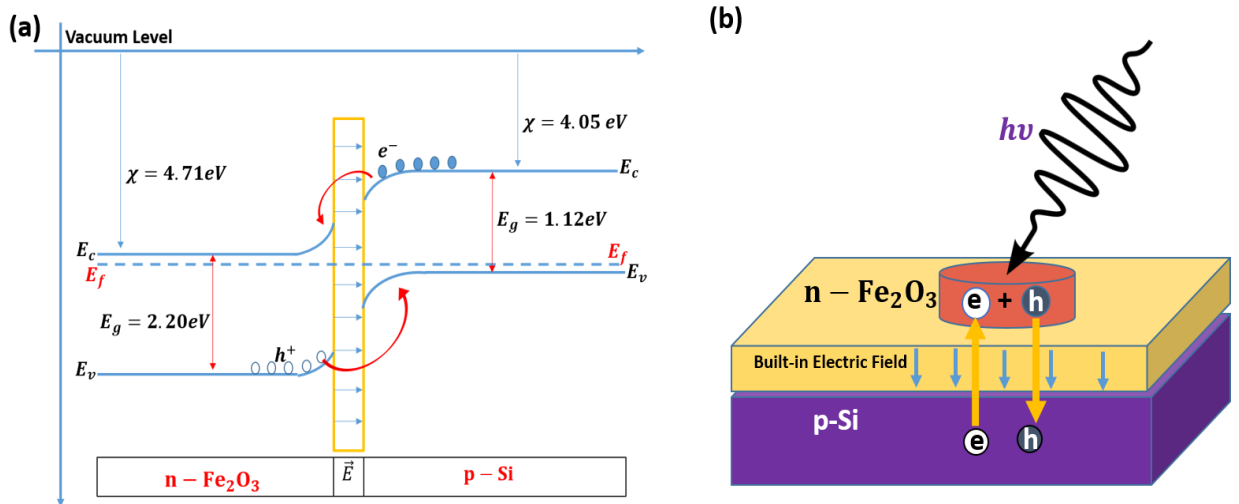 (a)
Vacuum Level
χ = 4.71eV
χ = 4.05 eV
e⁻
E_c
E_g = 1.12eV
E_c
E_f
E_f
E_v
E_g = 2.20eV
h⁺
E_v
n − Fe₂O₃
E⃗
p − Si
(b)
hυ
n − Fe₂O₃
e + h
Built-in Electric Field
p-Si
e h